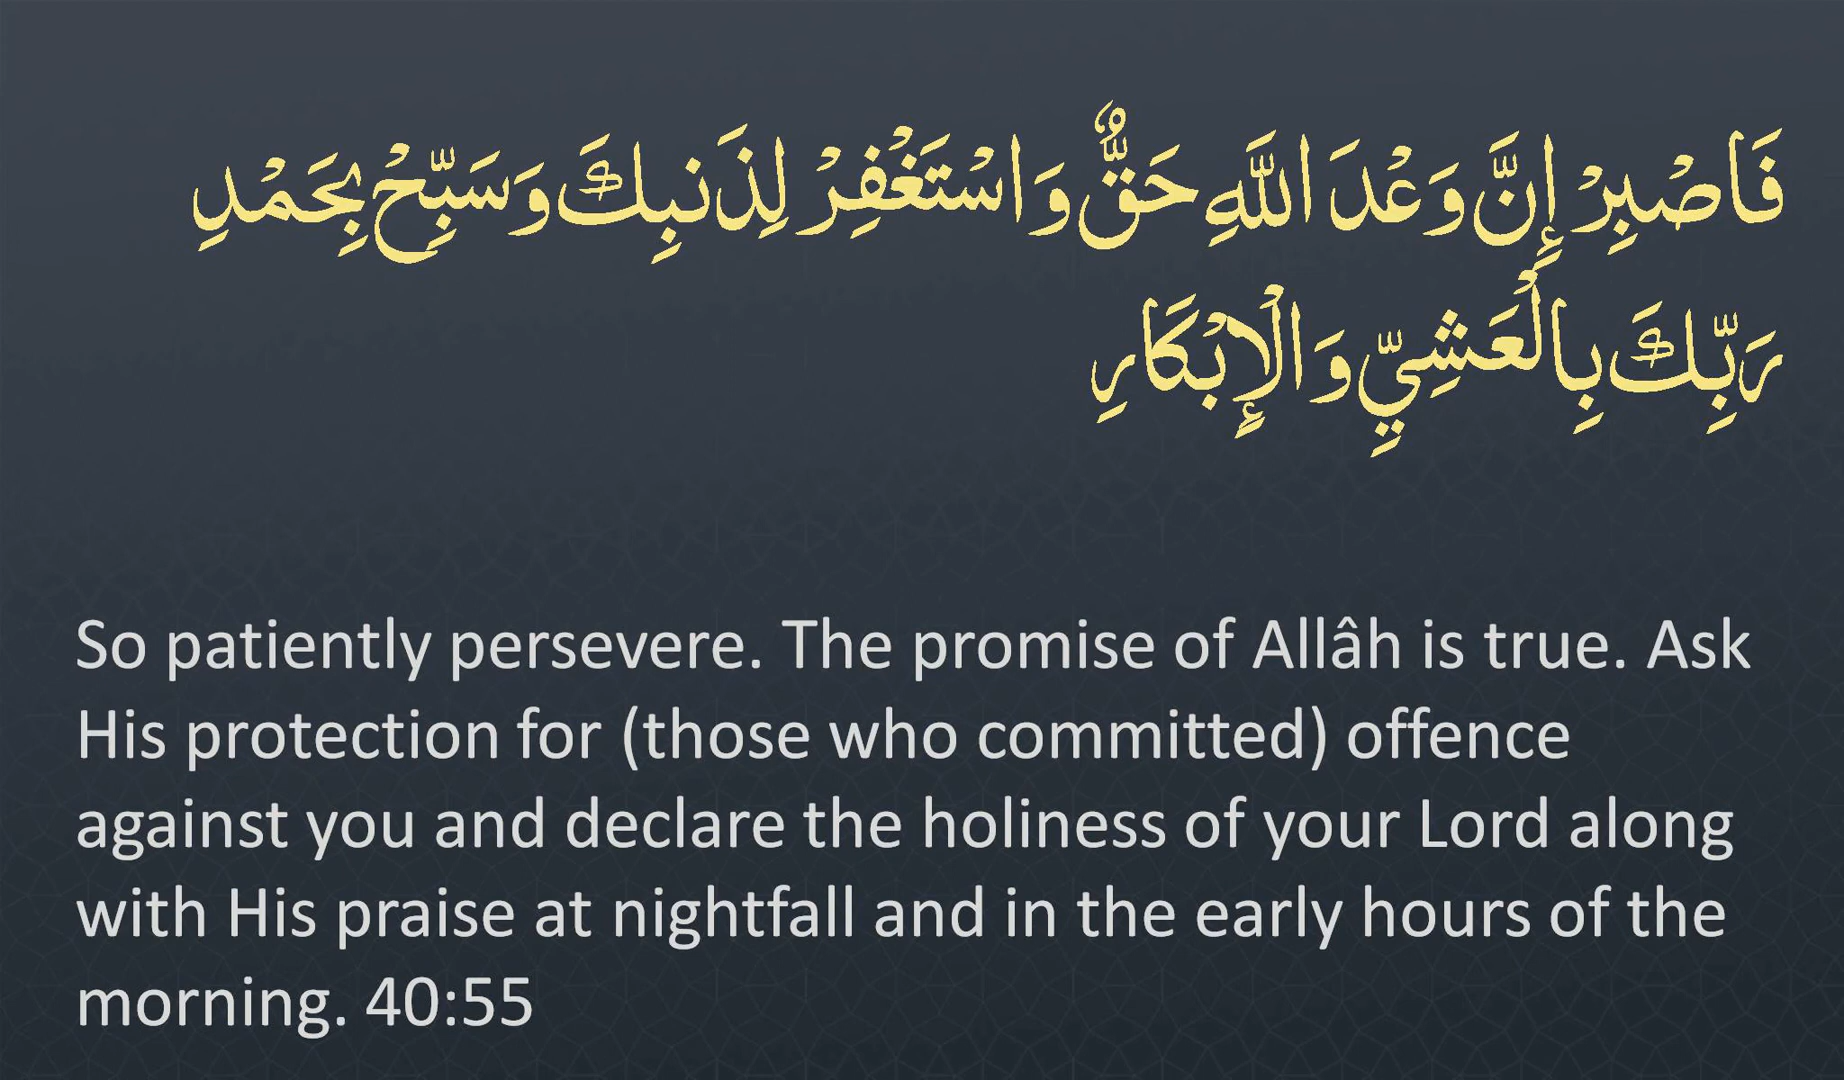 فَاصْبِرْ إِنَّ وَعْدَ اللَّهِ حَقٌّ وَاسْتَغْفِرْ لِذَنبِكَ وَسَبِّحْ بِحَمْدِ
رَبِّكَ بِالْعَشِيِّ وَالْإِبْكَارِ
So patiently persevere. The promise of Allâh is true. Ask
His protection for (those who committed) offence
against you and declare the holiness of your Lord along
with His praise at nightfall and in the early hours of the
morning. 40:55